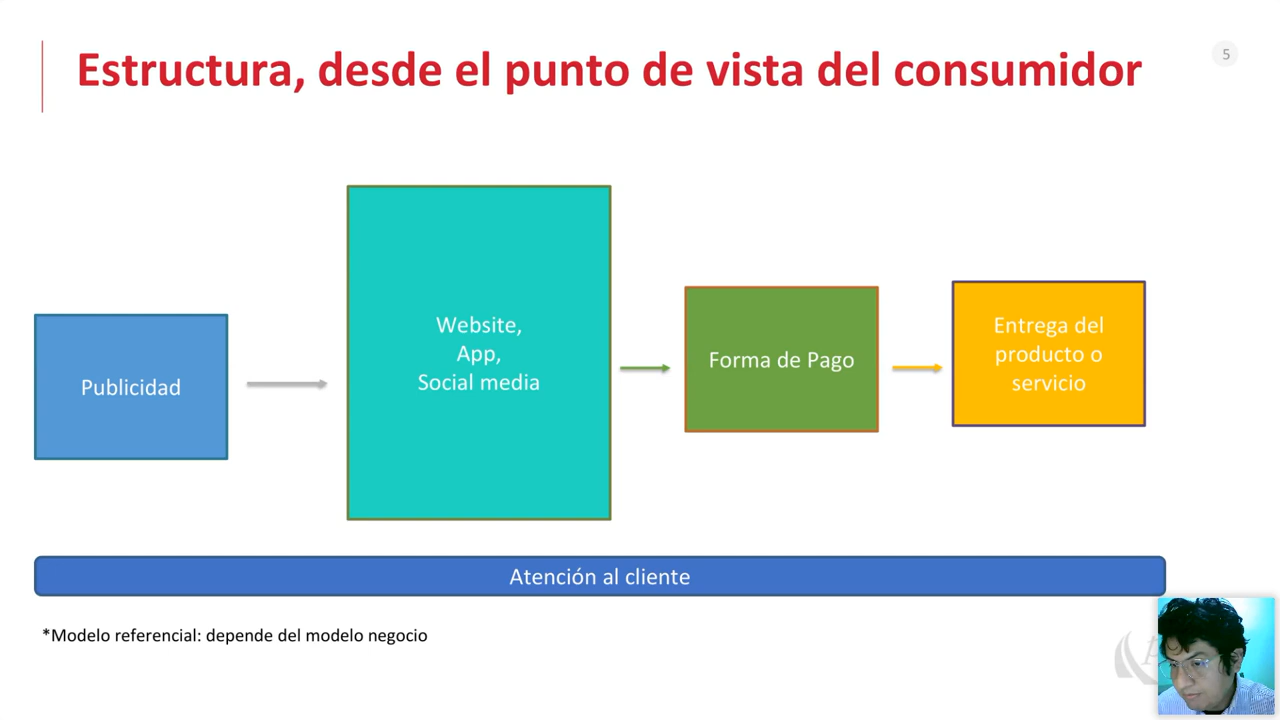 Estructura, desde el punto de vista del consumidor
5
Publicidad
Website,
App,
Social media
Forma de Pago
Entrega del
producto o
servicio
Atención al cliente
*Modelo referencial: depende del modelo negocio